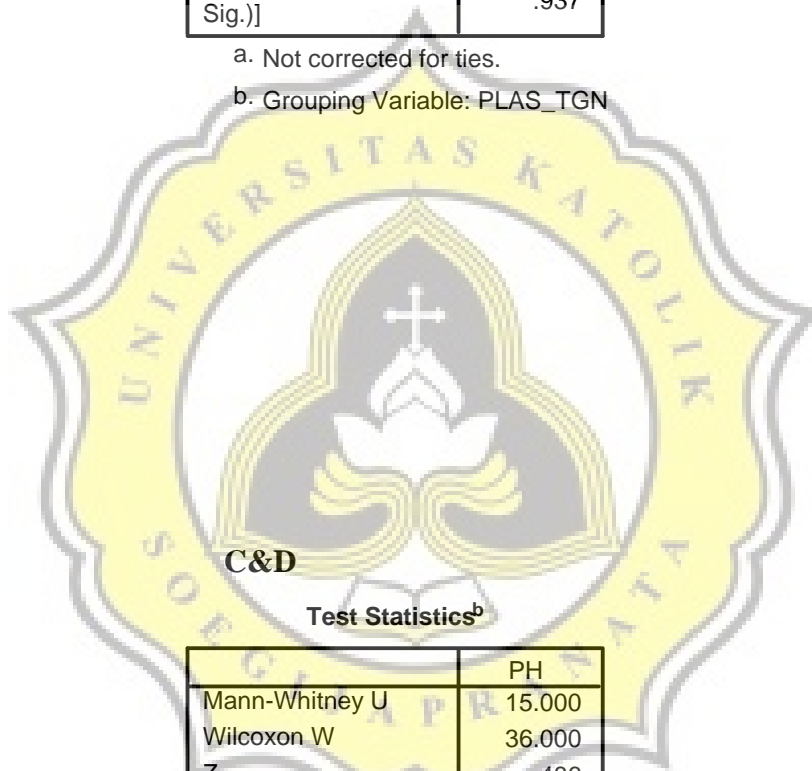 Sig.)] .937
a. Not corrected for ties.
b. Grouping Variable: PLAS_TGN
UNIVERSITAS KATOLIK
SOEGIJAPRANATA
C&D
Test Statisticsb
PH
Mann-Whitney U 15.000
Wilcoxon W 36.000